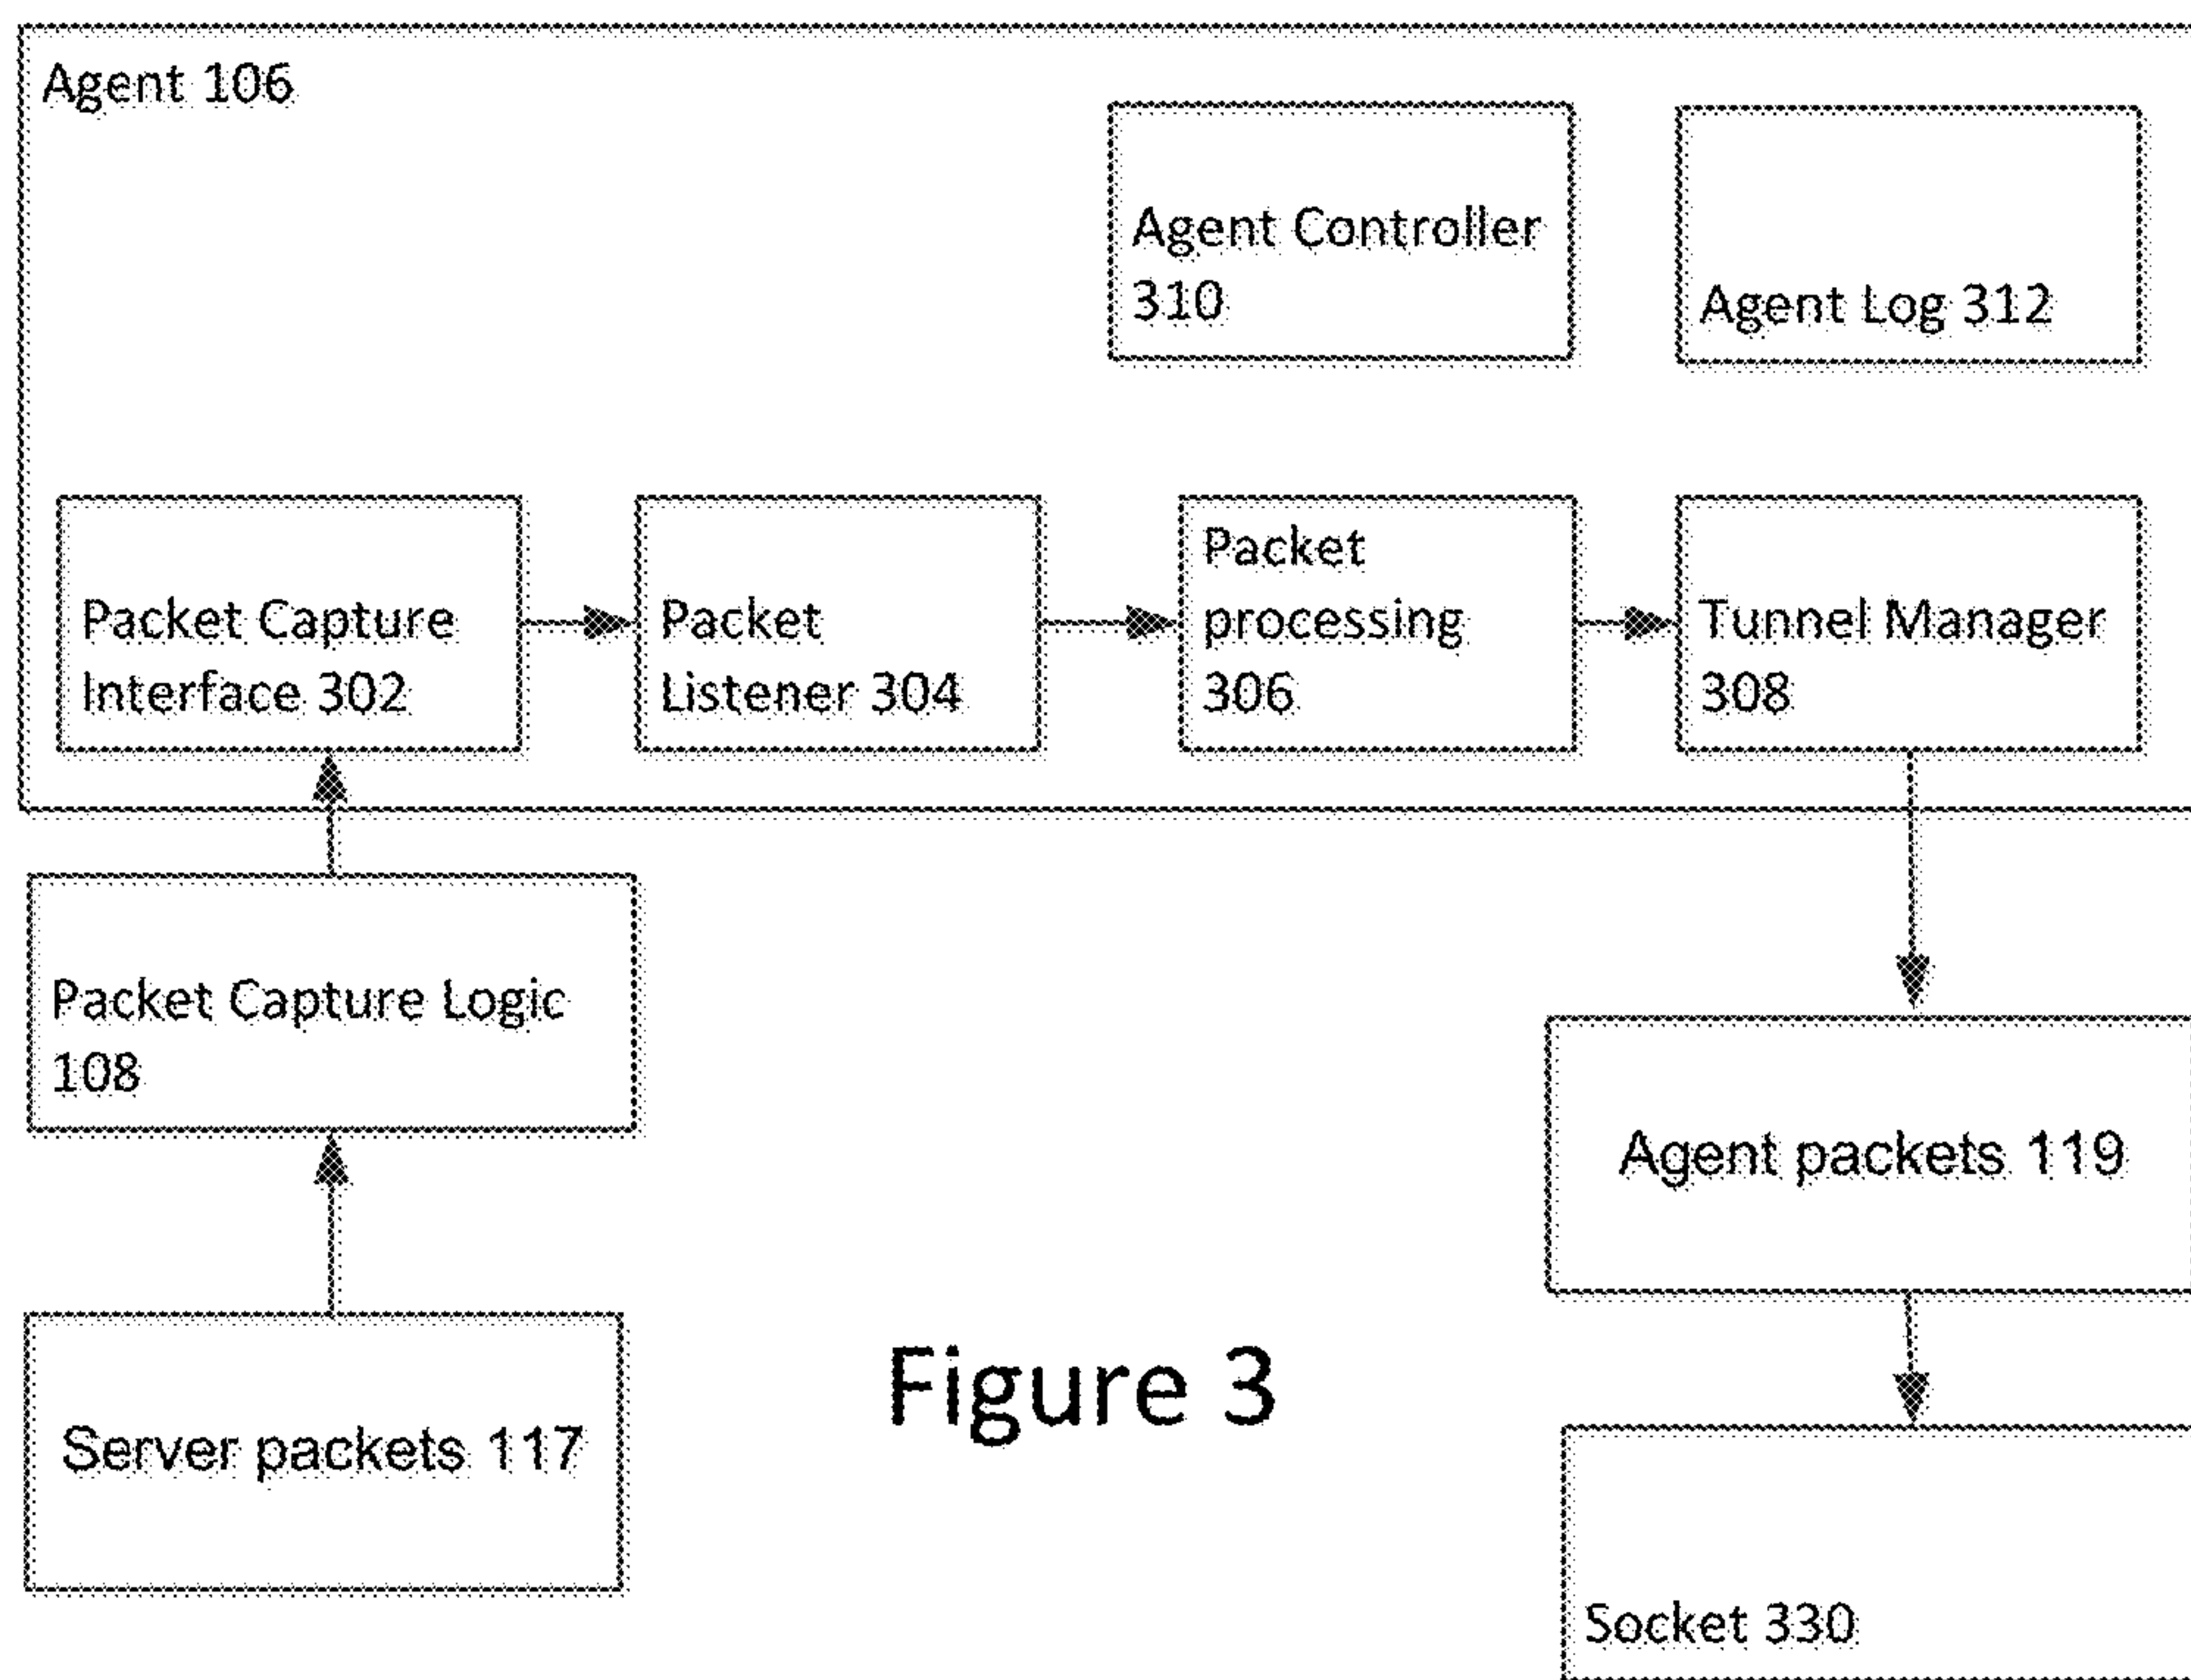 Agent 106
Agent Controller
310
Agent Log 312
Packet Capture
Interface 302
Packet
Listener 304
Packet
processing
306
Tunnel Manager
308
Packet Capture Logic
108
Agent packets 119
Server packets 117
Figure 3
Socket 330